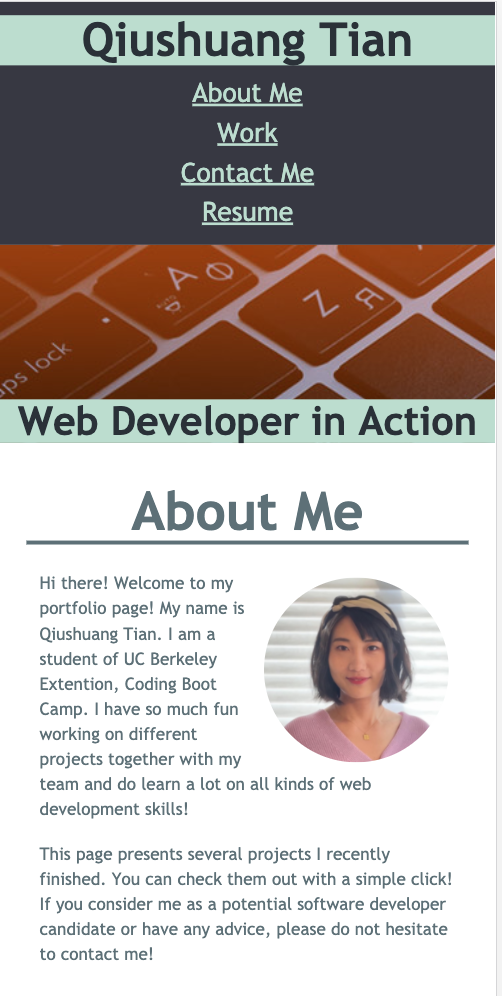 Qiushuang Tian
About Me
Work
Contact Me
Resume
A
Z Я
aps lock
Web Developer in Action
About Me
Hi there! Welcome to my
portfolio page! My name is
Qiushuang Tian. I am a
student of UC Berkeley
Extention, Coding Boot
Camp. I have so much fun
working on different
projects together with my
team and do learn a lot on all kinds of web
development skills!
This page presents several projects I recently
finished. You can check them out with a simple click!
If you consider me as a potential software developer
candidate or have any advice, please do not hesitate
to contact me!